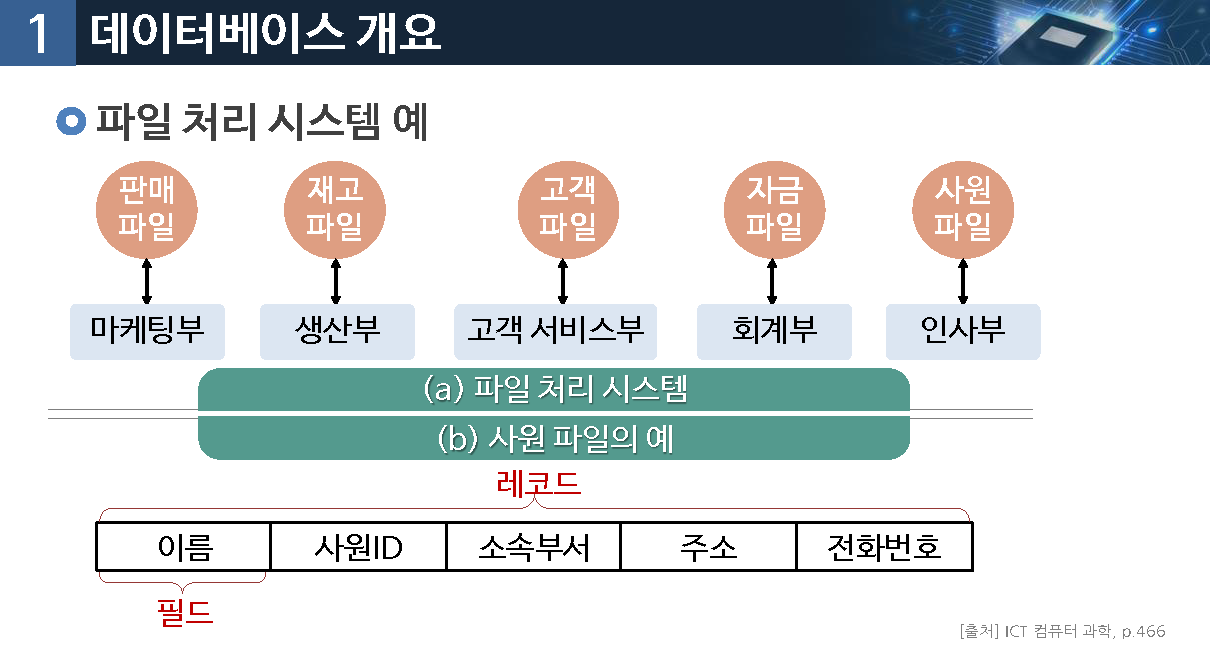 1 데이터베이스 개요
파일 처리 시스템 예
판매
파일
재고
파일
고객
파일
자금
파일
사원
파일
마케팅부
생산부
고객 서비스부
회계부
인사부
(a) 파일 처리 시스템
(b) 사원 파일의 예
레코드
이름
사원ID
소속부서
주소
전화번호
필드
[출처] ICT 컴퓨터 과학, p.466